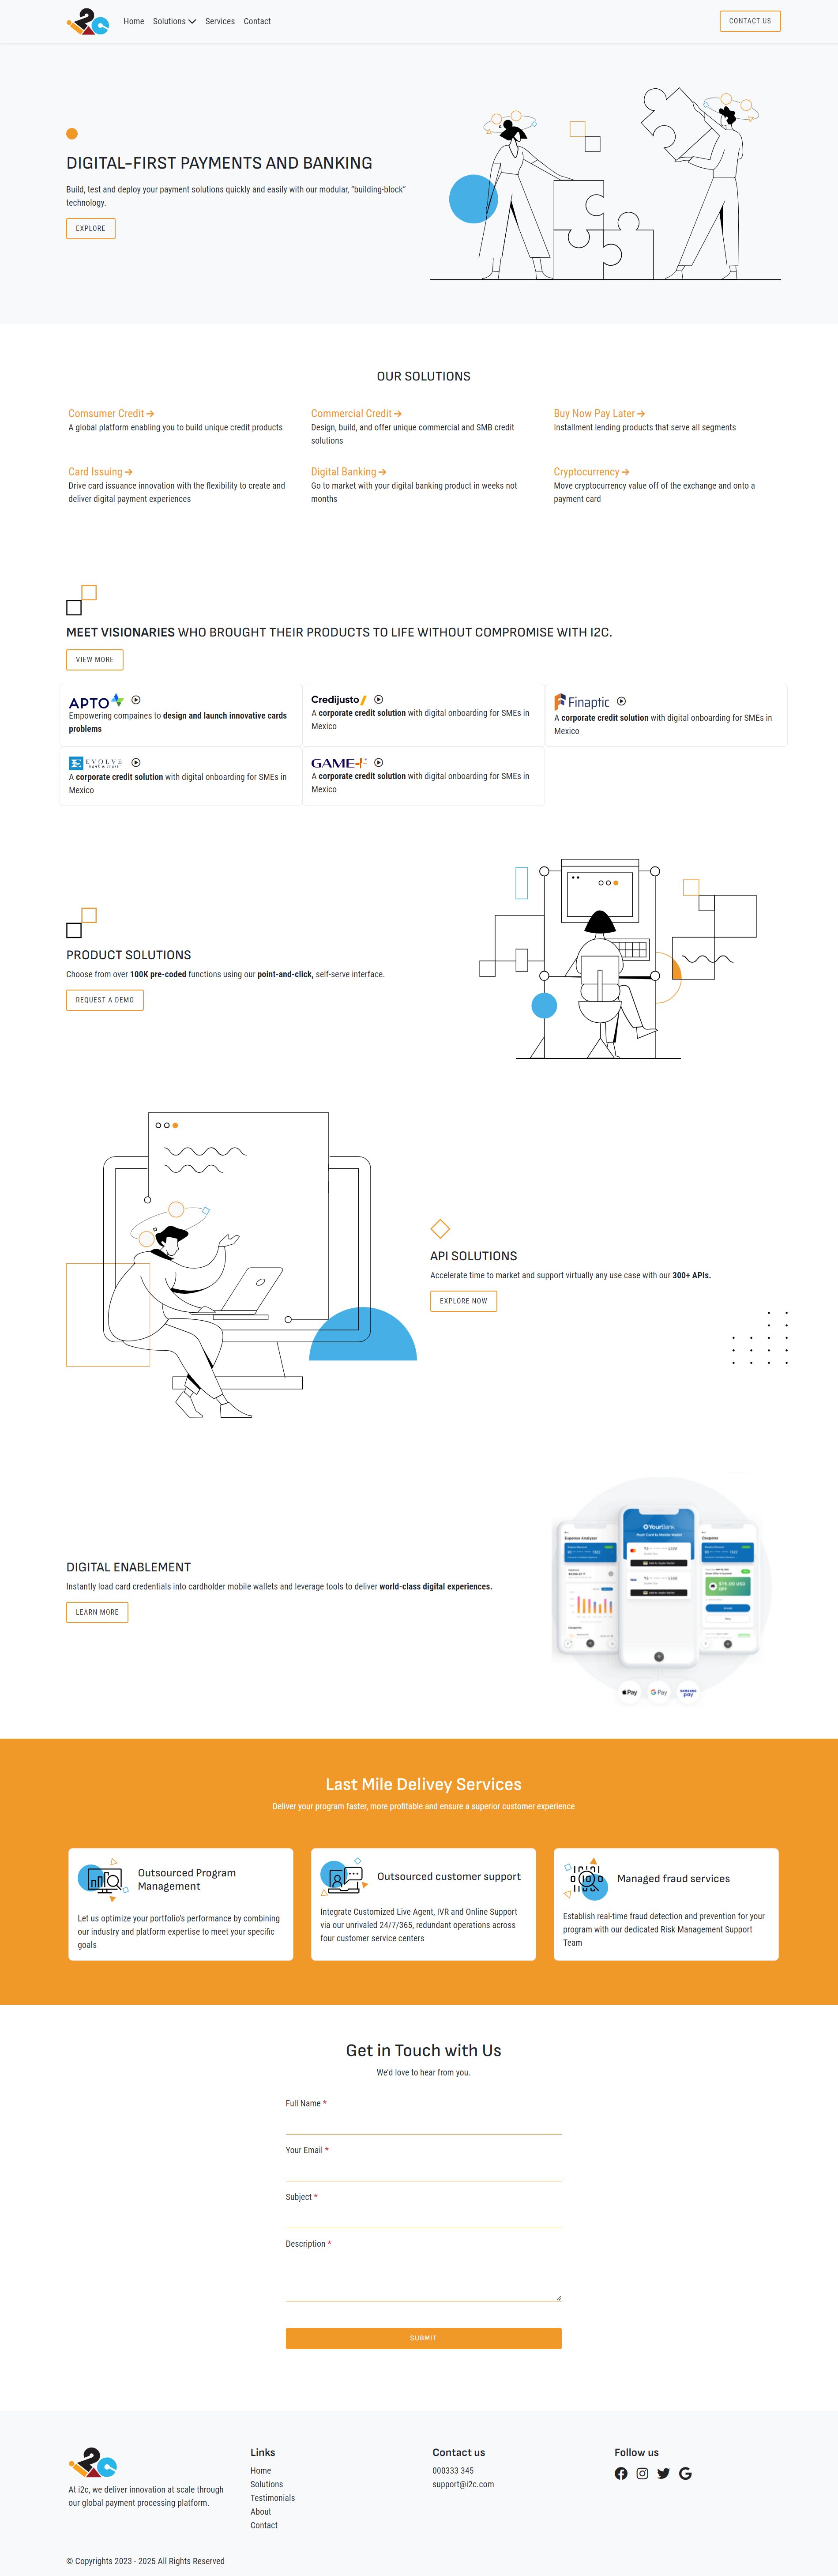 i2c
Home Solutions Services Contact
CONTACT US
DIGITAL-FIRST PAYMENTS AND BANKING
Build, test and deploy your payment solutions quickly and easily with our modular, "building-block"
technology.
EXPLORE
OUR SOLUTIONS
Comsumer Credit
A global platform enabling you to build unique credit products
Commercial Credit
Design, build, and offer unique commercial and SMB credit
solutions
Buy Now Pay Later
Installment lending products that serve all segments
Card Issuing
Drive card issuance innovation with the flexibility to create and
deliver digital payment experiences
Digital Banking
Go to market with your digital banking product in weeks not
months
Cryptocurrency
Move cryptocurrency value off of the exchange and onto a
payment card
MEET VISIONARIES WHO BROUGHT THEIR PRODUCTS TO LIFE WITHOUT COMPROMISE WITH I2C.
VIEW MORE
APTO
Empowering compaines to design and launch innovative cards
problems
Credijusto
A corporate credit solution with digital onboarding for SMEs in
Mexico
Finaptic
A corporate credit solution with digital onboarding for SMEs in
Mexico
EVOLVE
BANK & TRUST
A corporate credit solution with digital onboarding for SMEs in
Mexico
GAME+
A corporate credit solution with digital onboarding for SMEs in
Mexico
PRODUCT SOLUTIONS
Choose from over 100K pre-coded functions using our point-and-click, self-serve interface.
REQUEST A DEMO
API SOLUTIONS
Accelerate time to market and support virtually any use case with our 300+ APIs.
EXPLORE NOW
DIGITAL ENABLEMENT
Instantly load card credentials into cardholder mobile wallets and leverage tools to deliver world-class digital experiences.
LEARN MORE
YourBank
Push Card to Mobile Wallet
Expense Analyzer
Coupons
$15.00 USD
OFF
Pay
G Pay
SAMSUNG
pay
Last Mile Delivey Services
Deliver your program faster, more profitable and ensure a superior customer experience
Outsourced Program
Management
Let us optimize your portfolio's performance by combining
our industry and platform expertise to meet your specific
goals
Outsourced customer support
Integrate Customized Live Agent, IVR and Online Support
via our unrivaled 24/7/365, redundant operations across
four customer service centers
Managed fraud services
Establish real-time fraud detection and prevention for your
program with our dedicated Risk Management Support
Team
Get in Touch with Us
We'd love to hear from you.
Full Name *
Your Email *
Subject *
Description *
SUBMIT
i2c
At i2c, we deliver innovation at scale through
our global payment processing platform.
Links
Home
Solutions
Testimonials
About
Contact
Contact us
000333 345
support@i2c.com
Follow us
© Copyrights 2023 - 2025 All Rights Reserved